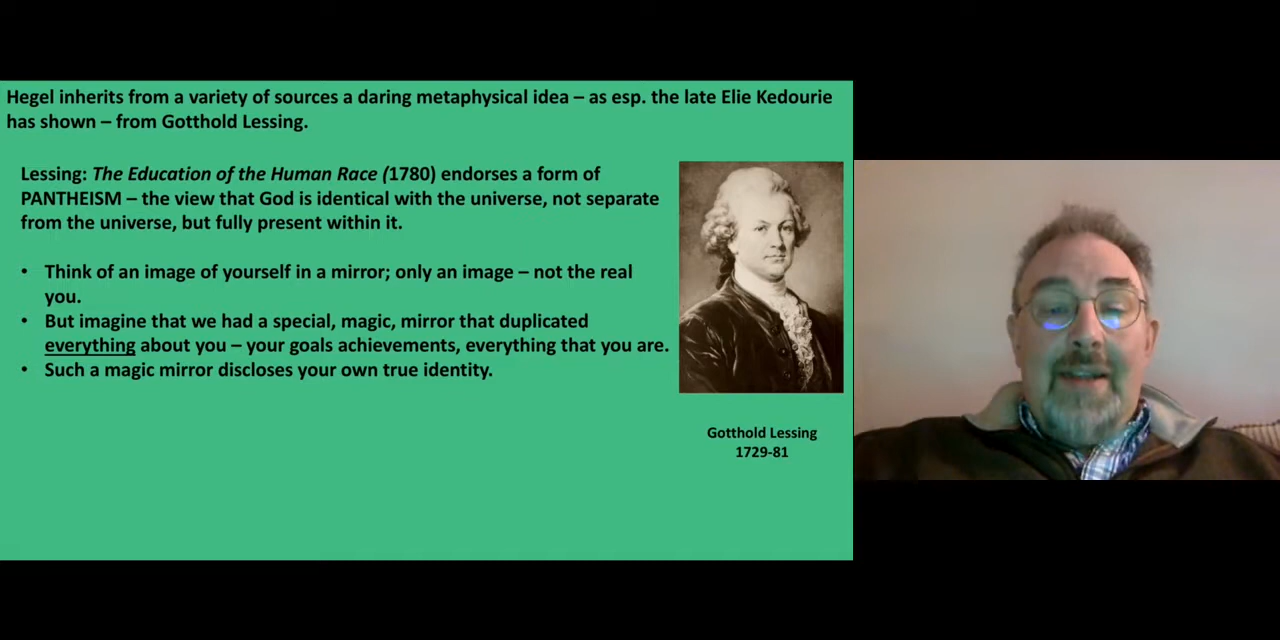 Hegel inherits from a variety of sources a daring metaphysical idea – as esp. the late Elie Kedourie
has shown – from Gotthold Lessing.
Lessing: The Education of the Human Race (1780) endorses a form of
PANTHEISM – the view that God is identical with the universe, not separate
from the universe, but fully present within it.
• Think of an image of yourself in a mirror; only an image – not the real
you.
• But imagine that we had a special, magic, mirror that duplicated
everything about you – your goals achievements, everything that you are.
• Such a magic mirror discloses your own true identity.
Gotthold Lessing
1729-81